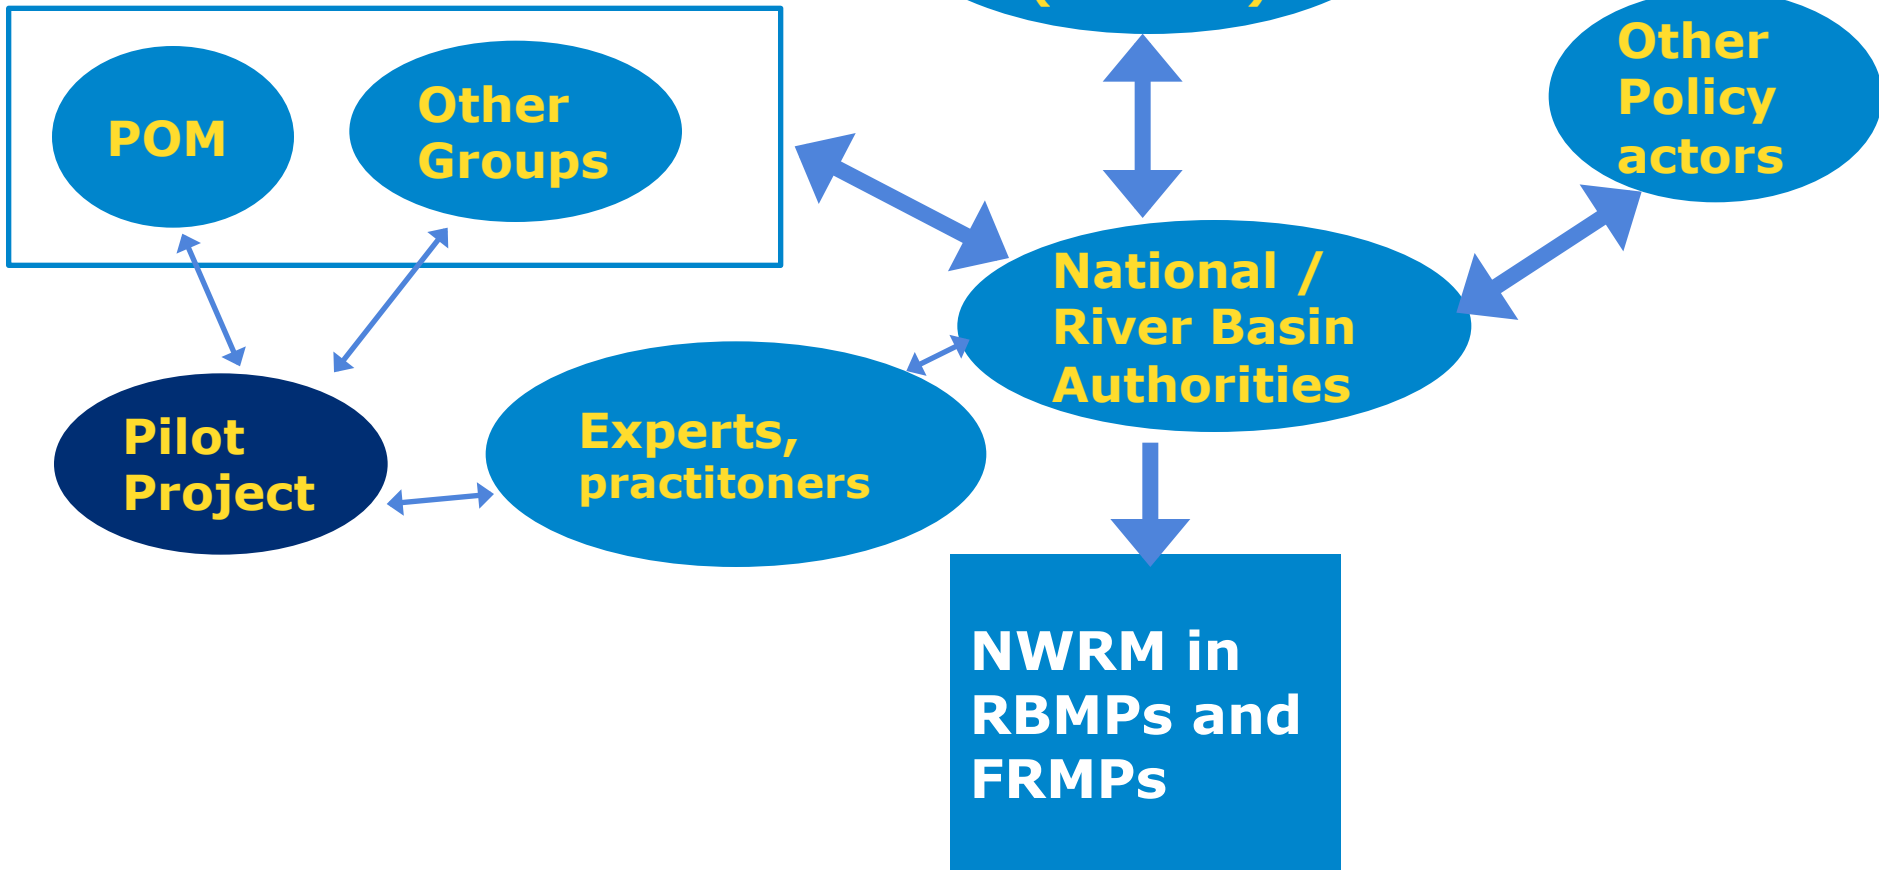 POM
Other
Groups
Other
Policy
actors
National /
River Basin
Authorities
Experts,
practitoners
Pilot
Project
NWRM in
RBMPs and
FRMPs